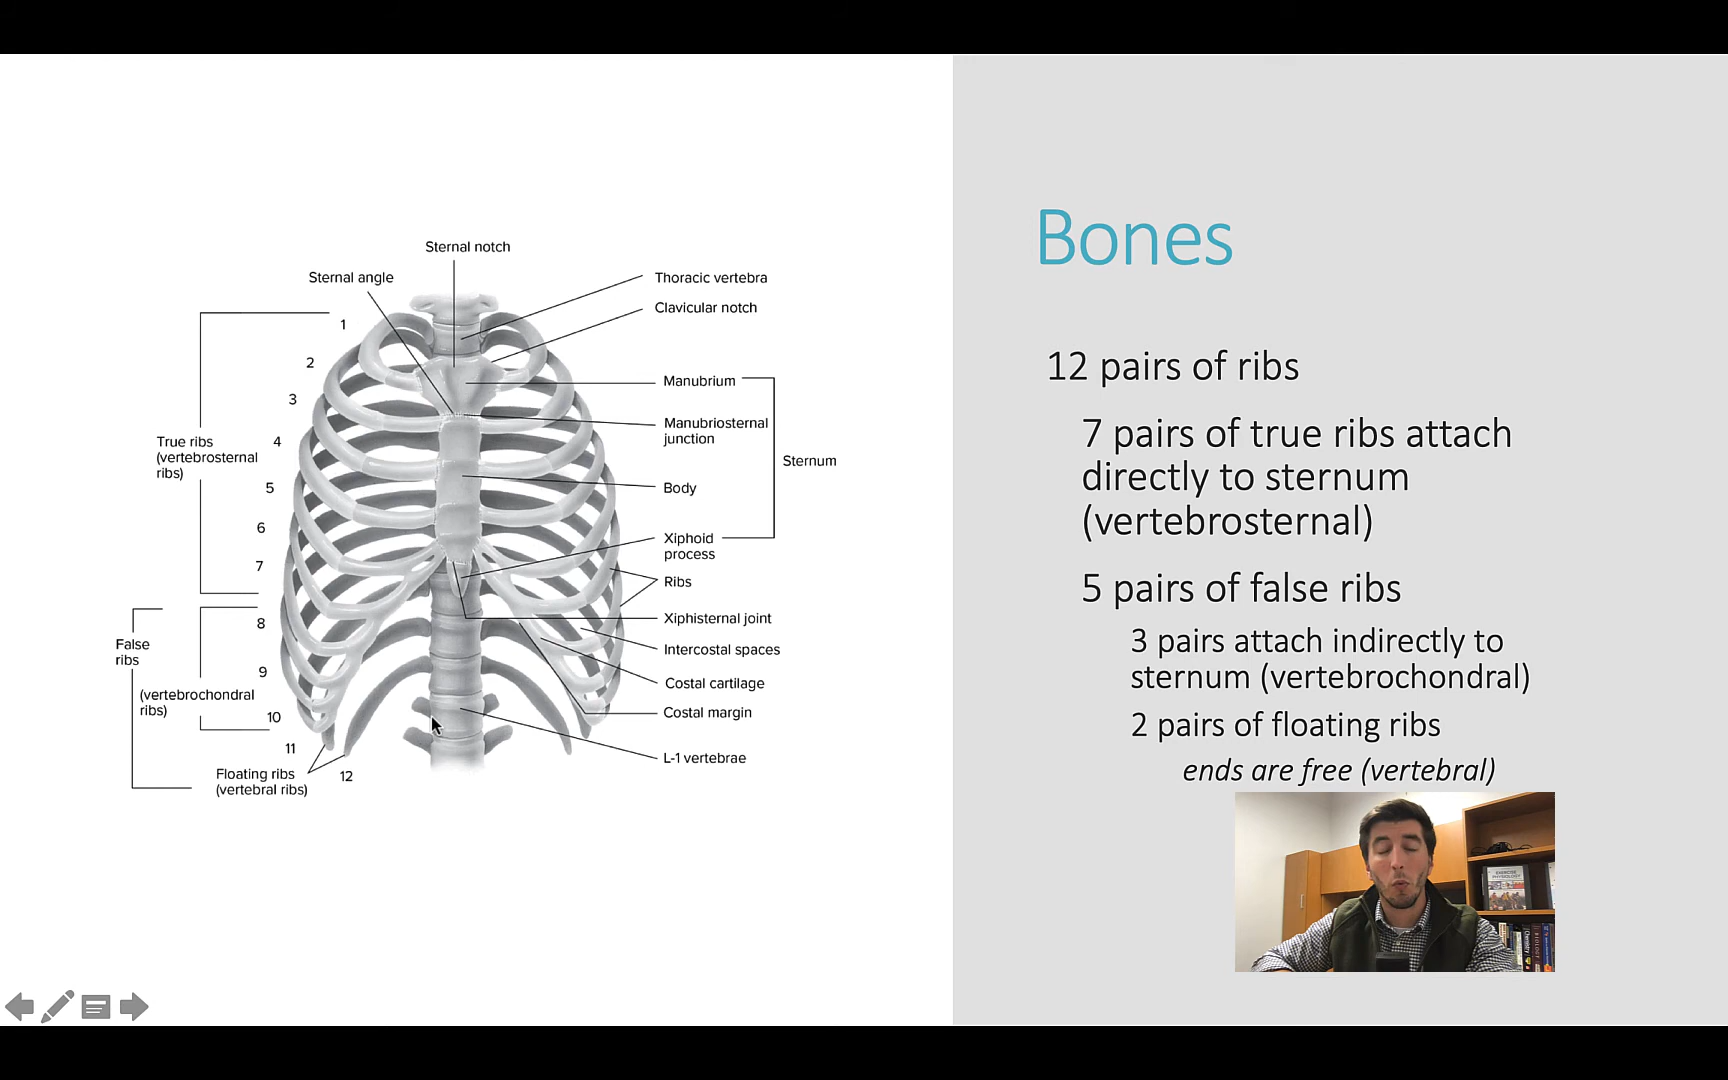 Sternal notch
Sternal angle
Thoracic vertebra
Clavicular notch
1
2
3
4
5
6
7
8
9
10
11
12
True ribs
(vertebrosternal
ribs)
False
ribs
(vertebrochondral
ribs)
Floating ribs
(vertebral ribs)
Manubrium
Manubriosternal
junction
Sternum
Body
Xiphoid
process
Ribs
Xiphisternal joint
Intercostal spaces
Costal cartilage
Costal margin
L-1 vertebrae
Bones
12 pairs of ribs
7 pairs of true ribs attach
directly to sternum
(vertebrosternal)
5 pairs of false ribs
3 pairs attach indirectly to
sternum (vertebrochondral)
2 pairs of floating ribs
ends are free (vertebral)
EXERCISE
PHYSIOLOGY
Chemistry
BIOLOGY